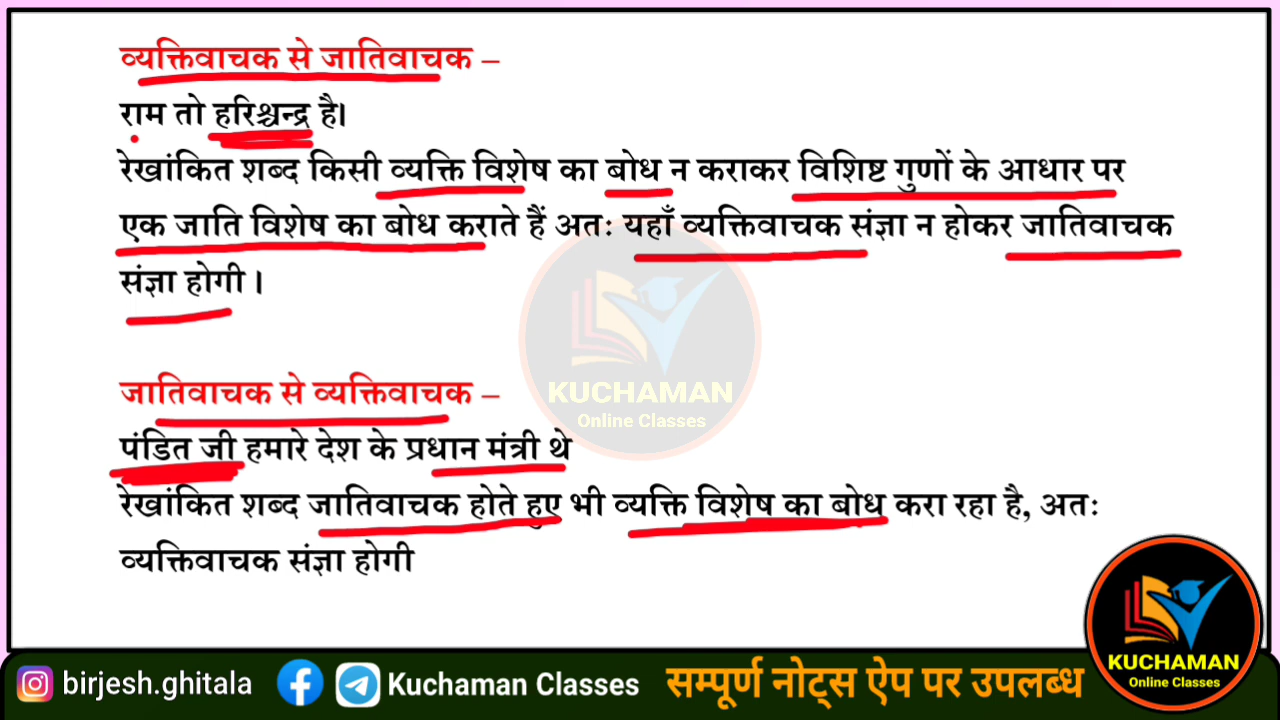 व्यक्तिवाचक से जातिवाचक –
राम तो हरिश्चन्द्र है।
रेखांकित शब्द किसी व्यक्ति विशेष का बोध न कराकर विशिष्ट गुणों के आधार पर
एक जाति विशेष का बोध कराते हैं अतः यहाँ व्यक्तिवाचक संज्ञा न होकर जातिवाचक
संज्ञा होगी ।
KUCHAMAN
Online Classes
जातिवाचक से व्यक्तिवाचक –
पंडित जी हमारे देश के प्रधान मंत्री थे
रेखांकित शब्द जातिवाचक होते हुए भी व्यक्ति विशेष का बोध करा रहा है, अतः
व्यक्तिवाचक संज्ञा होगी
KUCHAMAN
Online Classes
birjesh.ghitala Kuchaman Classes सम्पूर्ण नोट्स ऐप पर उपलब्ध